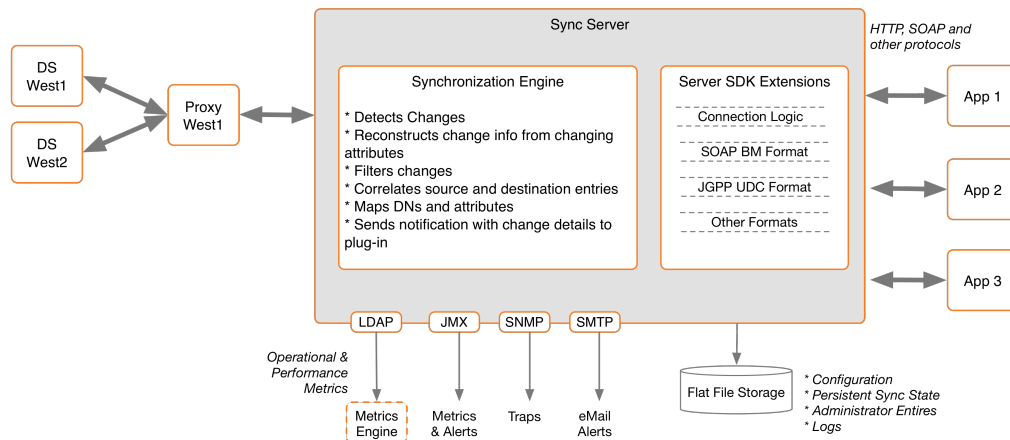 Sync Server
HTTP, SOAP and
other protocols
DS
West1
DS
West2
Proxy
West1
Synchronization Engine
* Detects Changes
* Reconstructs change info from changing
attributes
* Filters changes
* Correlates source and destination entries
* Maps DNs and attributes
* Sends notification with change details to
plug-in
Server SDK Extensions
Connection Logic
SOAP BM Format
JGPP UDC Format
Other Formats
App 1
App 2
App 3
LDAP
JMX
SNMP
SMTP
Operational &
Performance
Metrics
Metrics
Engine
Metrics
& Alerts
Traps
eMail
Alerts
Flat File Storage
* Configuration
* Persistent Sync State
* Administrator Entires
* Logs